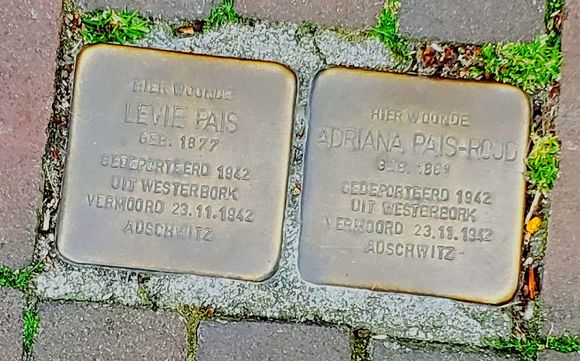 HIER WOONDE
LEVIE PAIS
GEB. 1877
GEDEPORTEERD 1942
UIT WESTERBORK
VERMOORD 23.11.1942
AUSCHWITZ
HIER WOONDE
ADRIANA PAIS-ROOD
GEB. 1881
GEDEPORTEERD 1942
UIT WESTERBORK
VERMOORD 23.11.1942
AUSCHWITZ